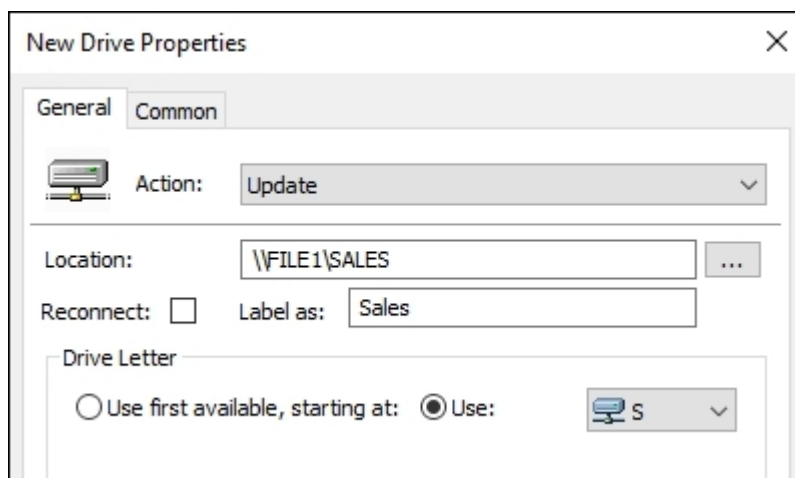 New Drive Properties
General Common
Action: Update
Location: \\FILE1\SALES ...
Reconnect: Label as: Sales
Drive Letter
Use first available, starting at: Use: S